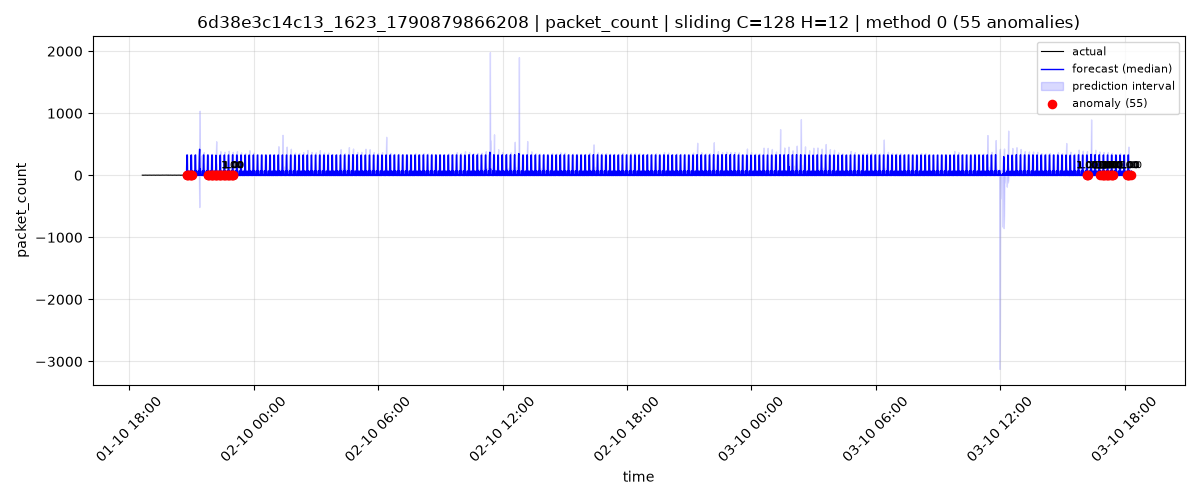 6d38e3c14c13_1623_1790879866208 | packet_count | sliding C=128 H=12 | method 0 (55 anomalies)
actual
forecast (median)
prediction interval
anomaly (55)
packet_count
2000
1000
0
−1000
−2000
−3000
01-10 18:00
02-10 00:00
02-10 06:00
02-10 12:00
02-10 18:00
03-10 00:00
03-10 06:00
03-10 12:00
03-10 18:00
time